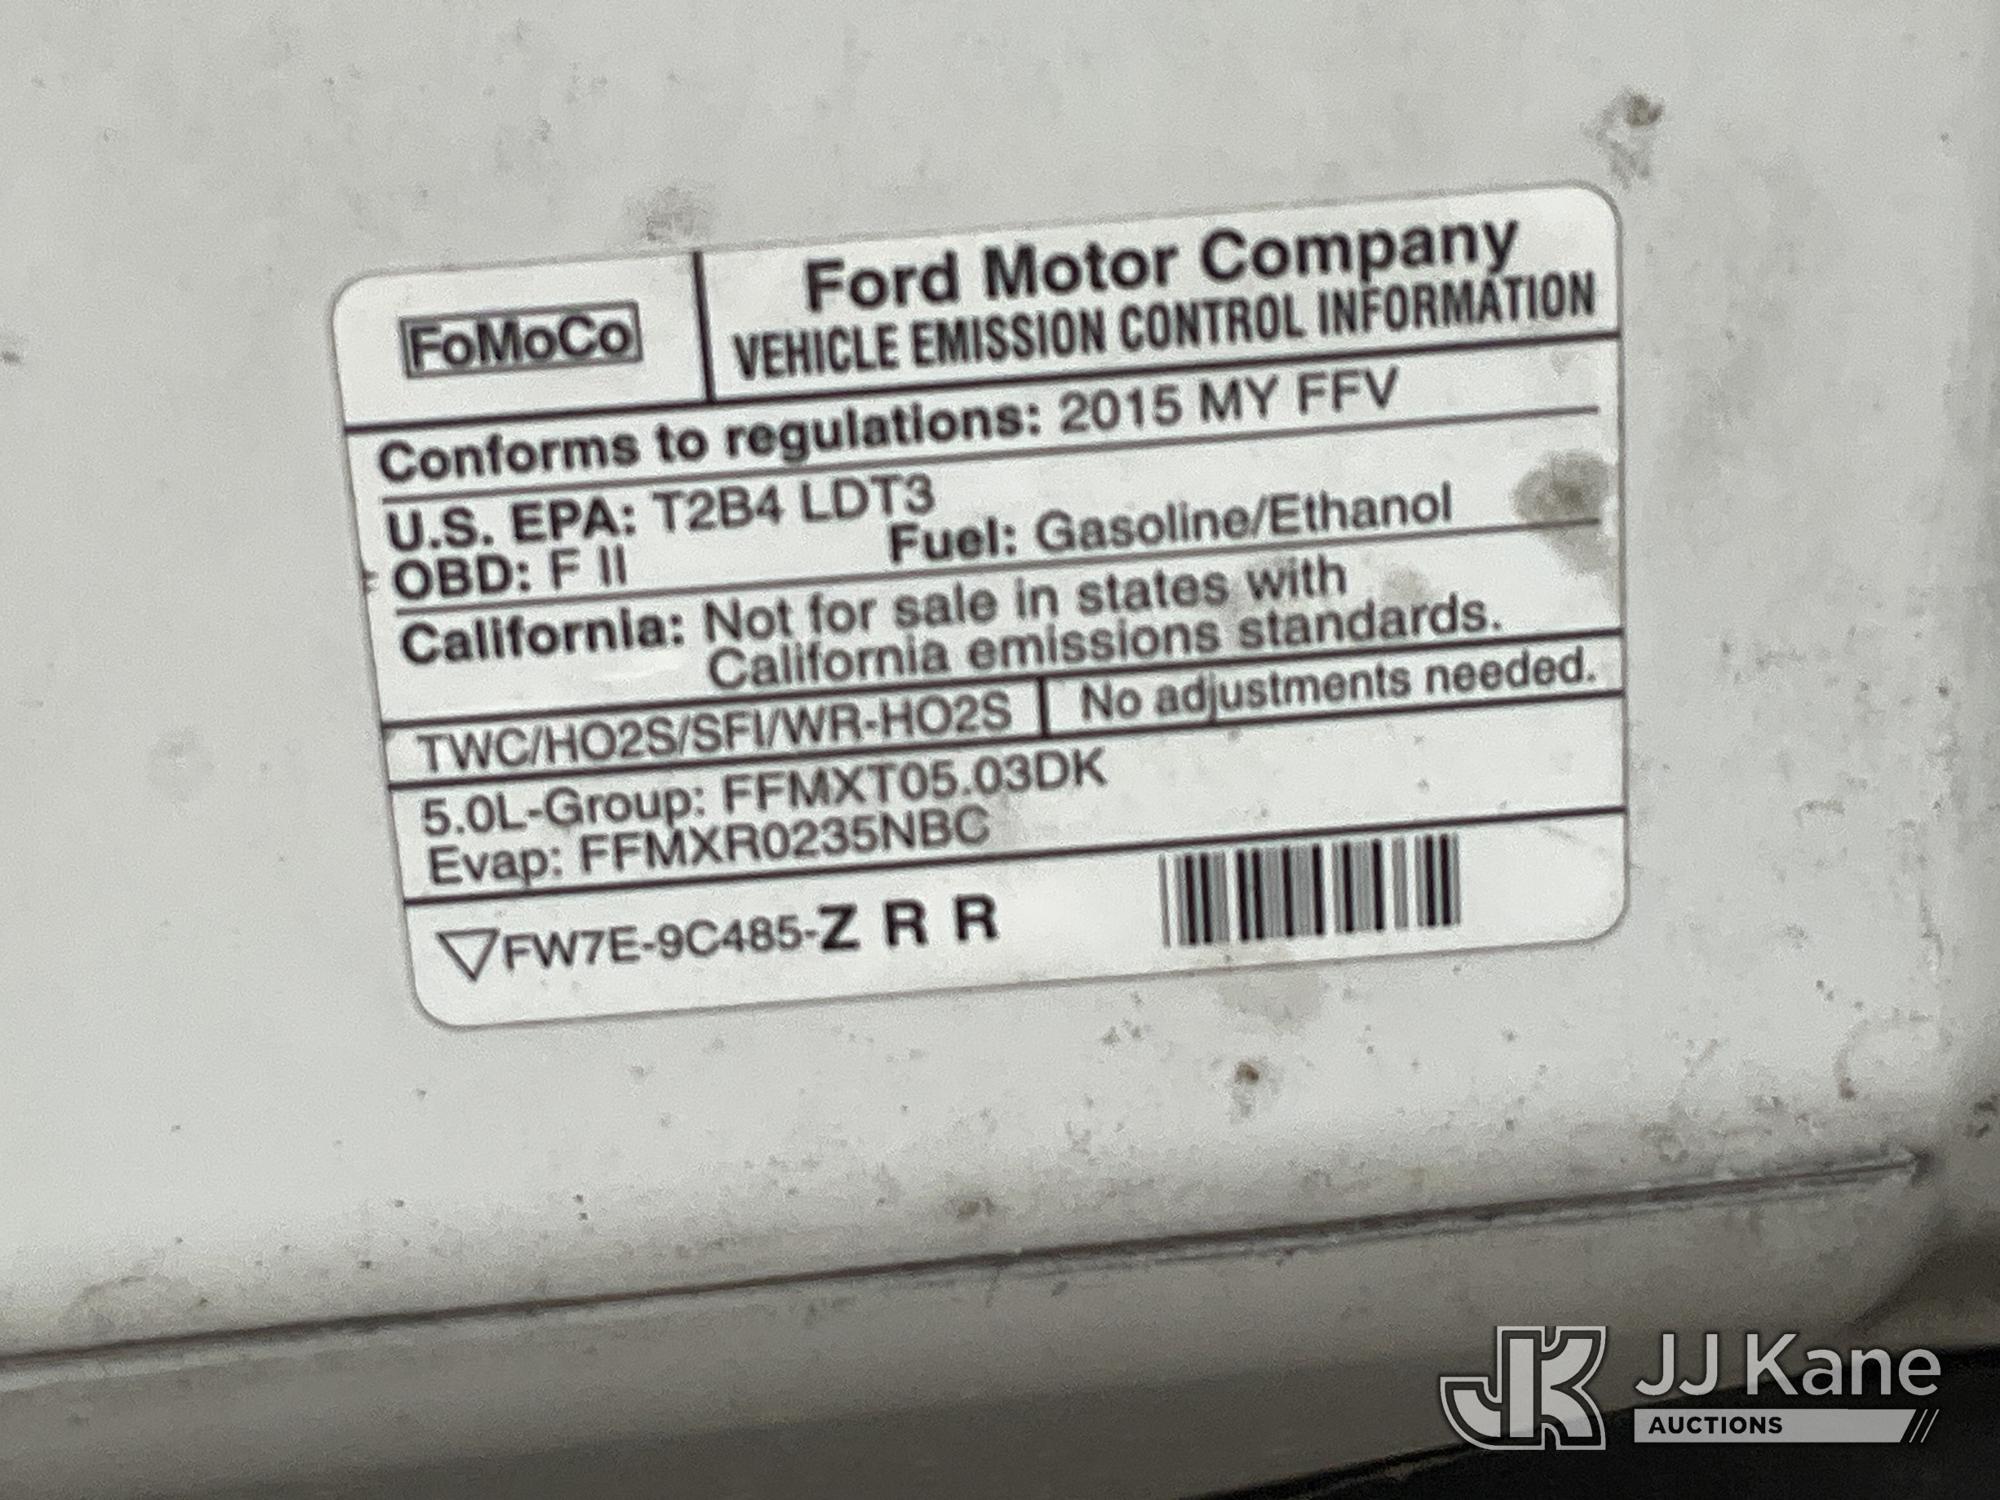 FoMoCo
Ford Motor Company
VEHICLE EMISSION CONTROL INFORMATION
Conforms to regulations: 2015 MY FFV
U.S. EPA: T2B4 LDT3
OBD: F II Fuel: Gasoline/Ethanol
California: Not for sale in states with
California emissions standards.
TWC/HO2S/SFI/WR-HO2S No adjustments needed.
5.0L-Group: FFMXT05.03DK
Evap: FFMXR0235NBC
▽FW7E-9C485-Z R R
JK JJ Kane
AUCTIONS